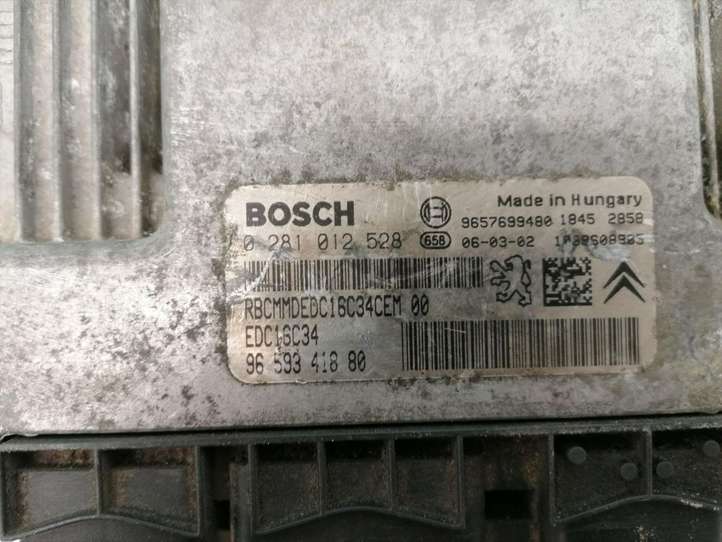 Made in Hungary
BOSCH 9657699480 1845 2858
0 281 012 528 658 06-03-02
RBCMMDEDC16C34CEM 00
EDC16C34
96 593 418 80